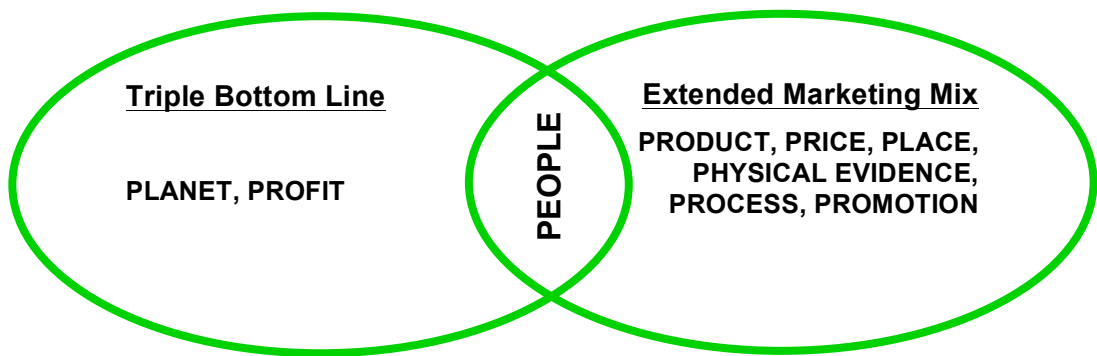 Triple Bottom Line
PLANET, PROFIT
PEOPLE
Extended Marketing Mix
PRODUCT, PRICE, PLACE,
PHYSICAL EVIDENCE,
PROCESS, PROMOTION